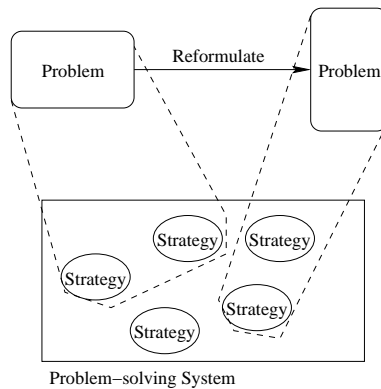 Problem
Reformulate
Problem
Strategy
Strategy
Strategy
Strategy
Strategy
Problem−solving System